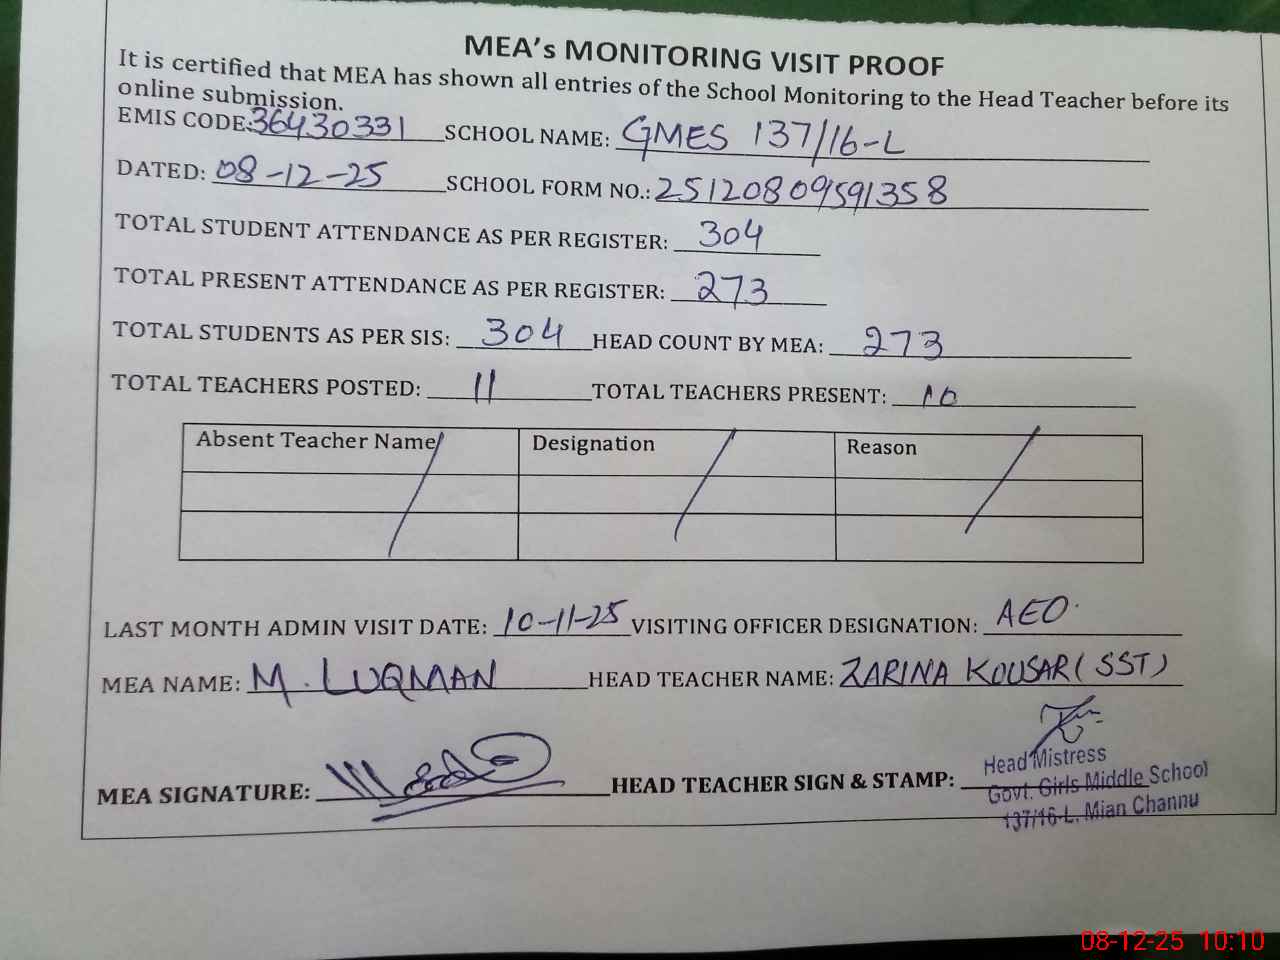 MEA's MONITORING VISIT PROOF
It is certified that MEA has shown all entries of the School Monitoring to the Head Teacher before its
online submission.
EMIS CODE: 36430331 SCHOOL NAME: GMES 137/16-L
DATED: 08-12-25 SCHOOL FORM NO.: 25120809591358
TOTAL STUDENT ATTENDANCE AS PER REGISTER: 304
TOTAL PRESENT ATTENDANCE AS PER REGISTER: 273
TOTAL STUDENTS AS PER SIS: 304 HEAD COUNT BY MEA: 273
TOTAL TEACHERS POSTED: 11 TOTAL TEACHERS PRESENT: 10
Absent Teacher Name Designation Reason
LAST MONTH ADMIN VISIT DATE: 10-11-25 VISITING OFFICER DESIGNATION: AEO
MEA NAME: M. LUQMAN HEAD TEACHER NAME: ZARINA KOUSAR (SST)
MEA SIGNATURE: HEAD TEACHER SIGN & STAMP:
Head Mistress
Govt. Girls Middle School
137/16-L. Mian Channu
08-12-25 10:10